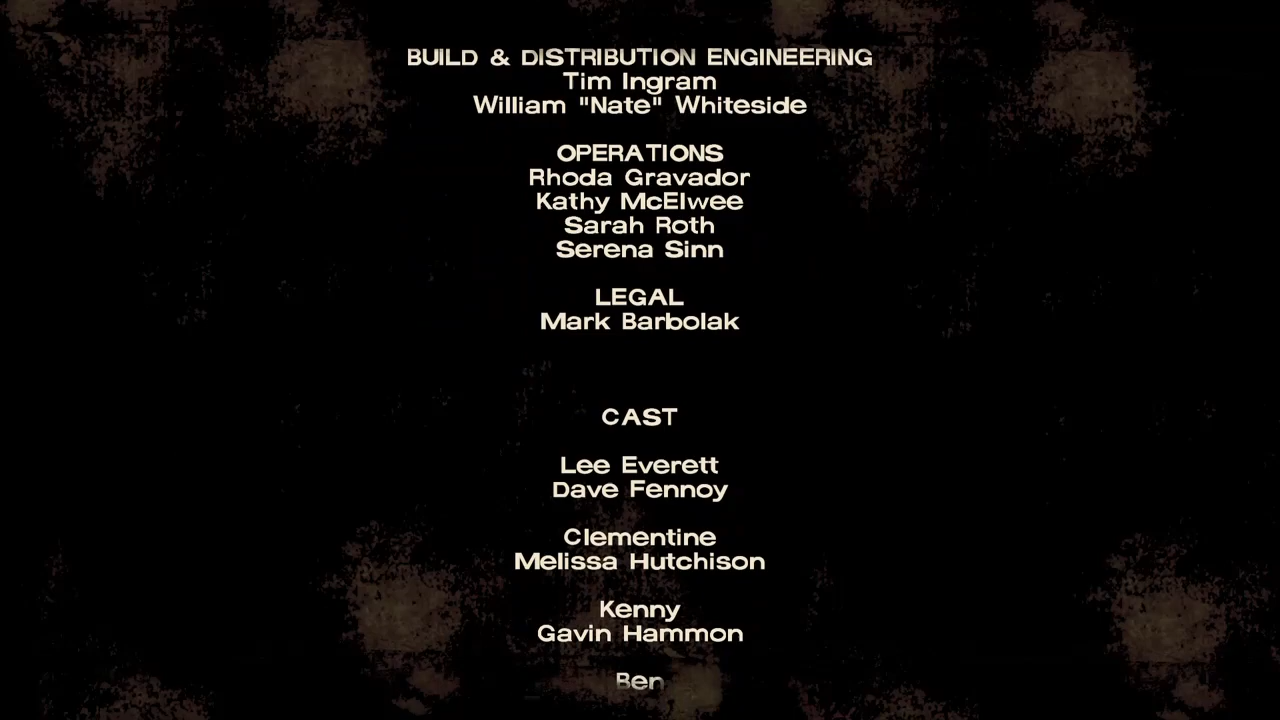 BUILD & DISTRIBUTION ENGINEERING
Tim Ingram
William "Nate" Whiteside
OPERATIONS
Rhoda Gravador
Kathy McElwee
Sarah Roth
Serena Sinn
LEGAL
Mark Barbolak
CAST
Lee Everett
Dave Fennoy
Clementine
Melissa Hutchison
Kenny
Gavin Hammon
Ben